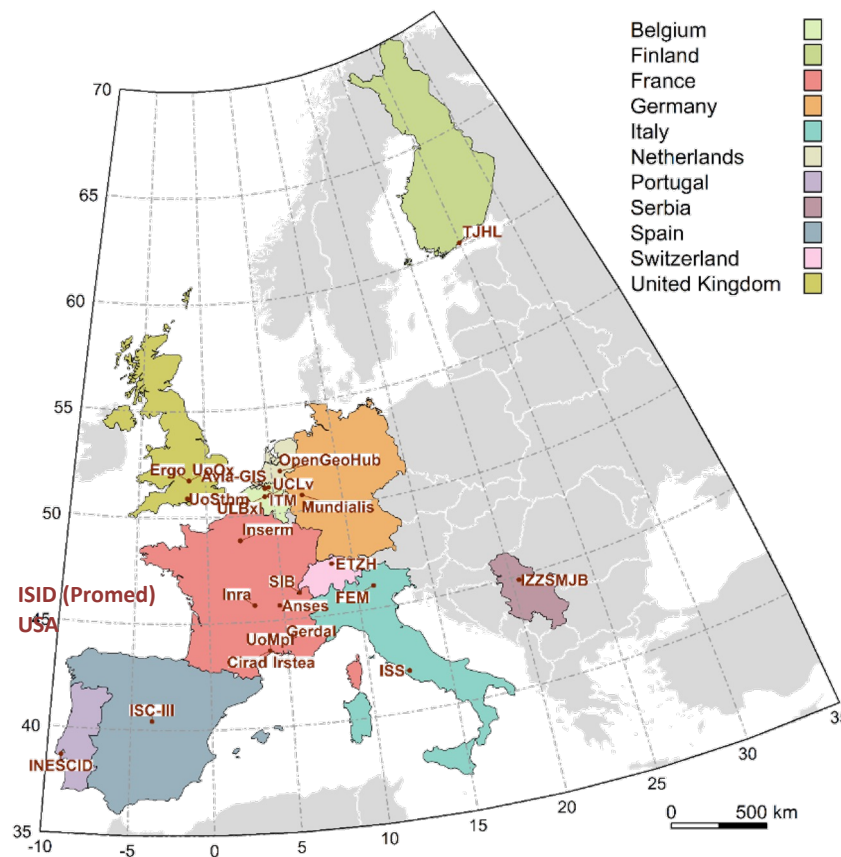 Belgium
Finland
France
Germany
Italy
Netherlands
Portugal
Serbia
Spain
Switzerland
United Kingdom
70
65
60
55
50
45
40
35
-10
-5
0
5
10
15
20
25
30
35
TJHL
Ergo UoOx
Avia-GIS
OpenGeoHub
UCLv
UoSthm
ITM
ULBxl
Mundialis
Inserm
ETZH
SIB
FEM
IZZSMJB
ISID (Promed)
USA
Inra
Anses
Gerdal
UoMpl
Cirad Irstea
ISS
ISC-III
INESCID
0 500 km